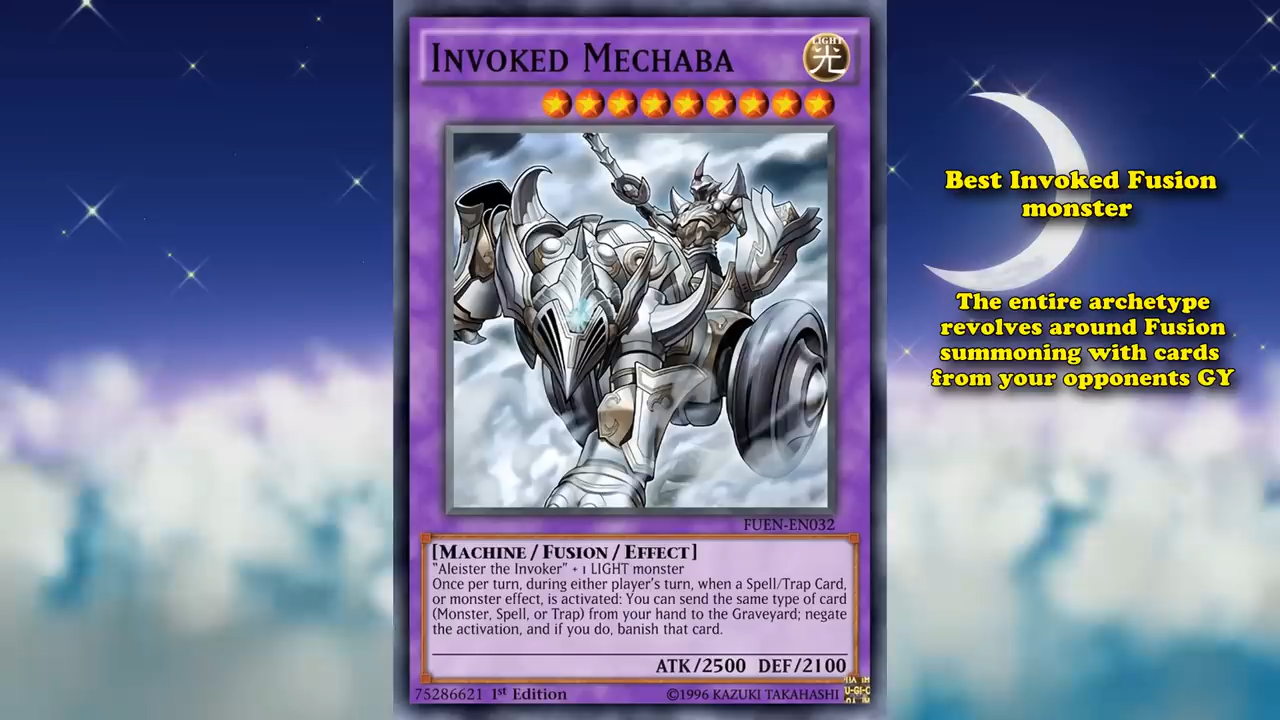 INVOKED MECHABA
LIGHT
光
Best Invoked Fusion
monster
The entire archetype
revolves around Fusion
summoning with cards
from your opponents GY
FUEN-EN032
[MACHINE / FUSION / EFFECT]
"Aleister the Invoker" + 1 LIGHT monster
Once per turn, during either player's turn, when a Spell/Trap Card,
or monster effect, is activated: You can send the same type of card
(Monster, Spell, or Trap) from your hand to the Graveyard; negate
the activation, and if you do, banish that card.
ATK/2500 DEF/2100
75286621 1st Edition ©1996 KAZUKI TAKAHASHI